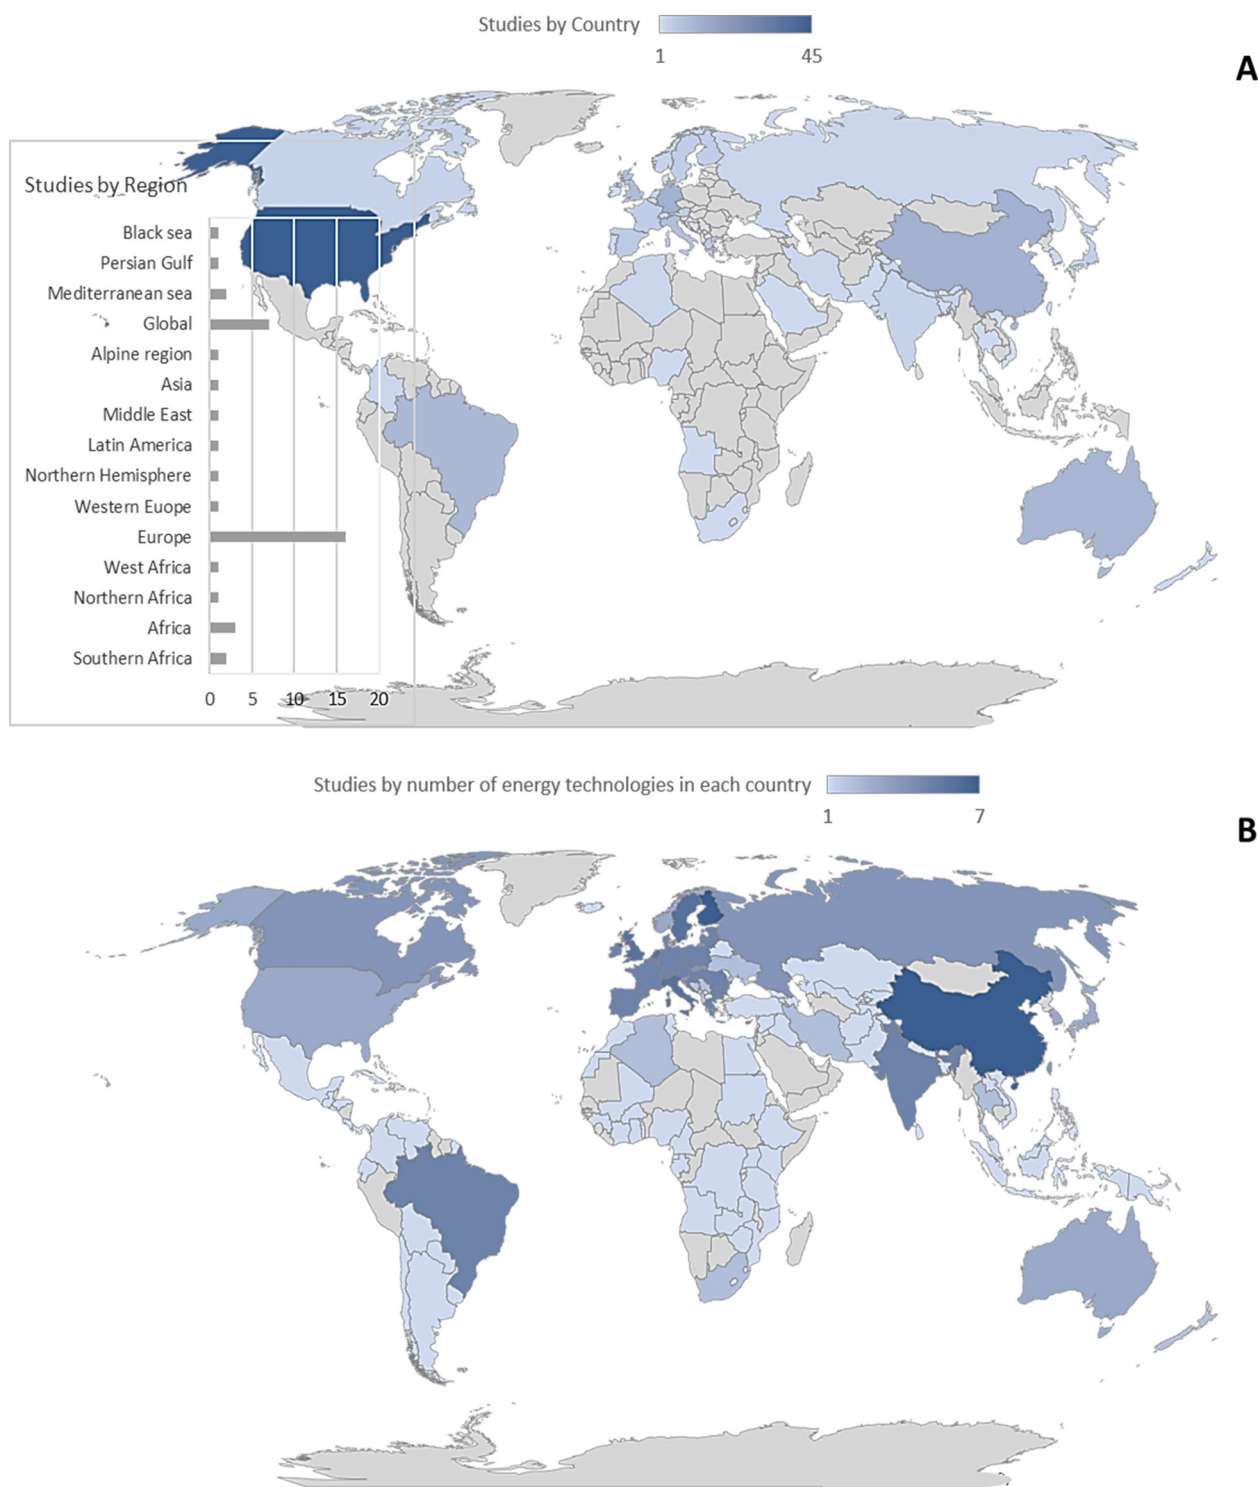 Studies by Country
1 45
A
Studies by Region
Black sea
Persian Gulf
Mediterranean sea
Global
Alpine region
Asia
Middle East
Latin America
Northern Hemisphere
Western Euope
Europe
West Africa
Northern Africa
Africa
Southern Africa
0 5 10 15 20
Studies by number of energy technologies in each country
1 7
B